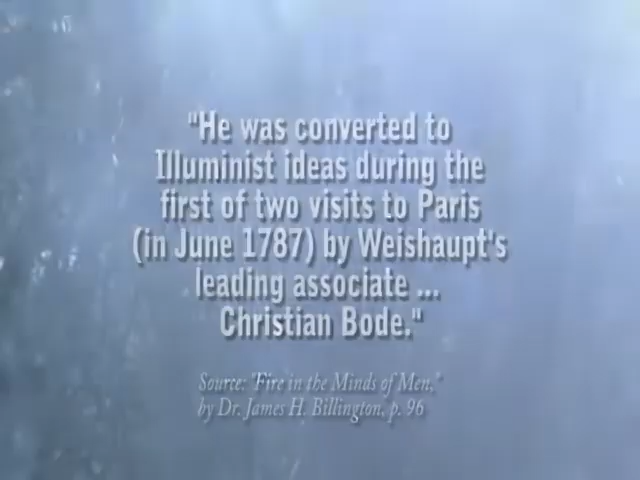 "He was converted to
Illuminist ideas during the
first of two visits to Paris
(in June 1787) by Weishaupt's
leading associate ...
Christian Bode."
Source: "Fire in the Minds of Men,"
by Dr. James H. Billington, p. 96